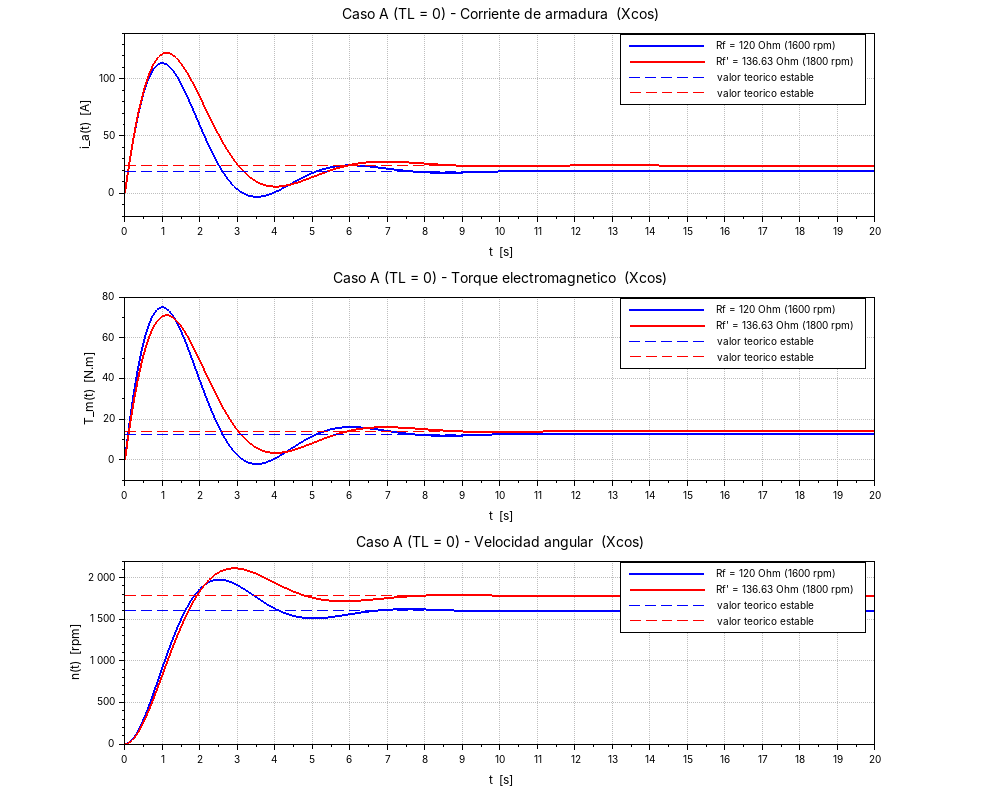 Caso A (TL = 0) - Corriente de armadura  (Xcos)
Rf = 120 Ohm (1600 rpm)
Rf' = 136.63 Ohm (1800 rpm)
valor teorico estable
valor teorico estable
i_a(t)  [A]
100
50
0
0 1 2 3 4 5 6 7 8 9 10 11 12 13 14 15 16 17 18 19 20
t  [s]
Caso A (TL = 0) - Torque electromagnetico  (Xcos)
Rf = 120 Ohm (1600 rpm)
Rf' = 136.63 Ohm (1800 rpm)
valor teorico estable
valor teorico estable
T_m(t)  [N.m]
80
60
40
20
0
0 1 2 3 4 5 6 7 8 9 10 11 12 13 14 15 16 17 18 19 20
t  [s]
Caso A (TL = 0) - Velocidad angular  (Xcos)
Rf = 120 Ohm (1600 rpm)
Rf' = 136.63 Ohm (1800 rpm)
valor teorico estable
valor teorico estable
n(t)  [rpm]
2 000
1 500
1 000
500
0
0 1 2 3 4 5 6 7 8 9 10 11 12 13 14 15 16 17 18 19 20
t  [s]